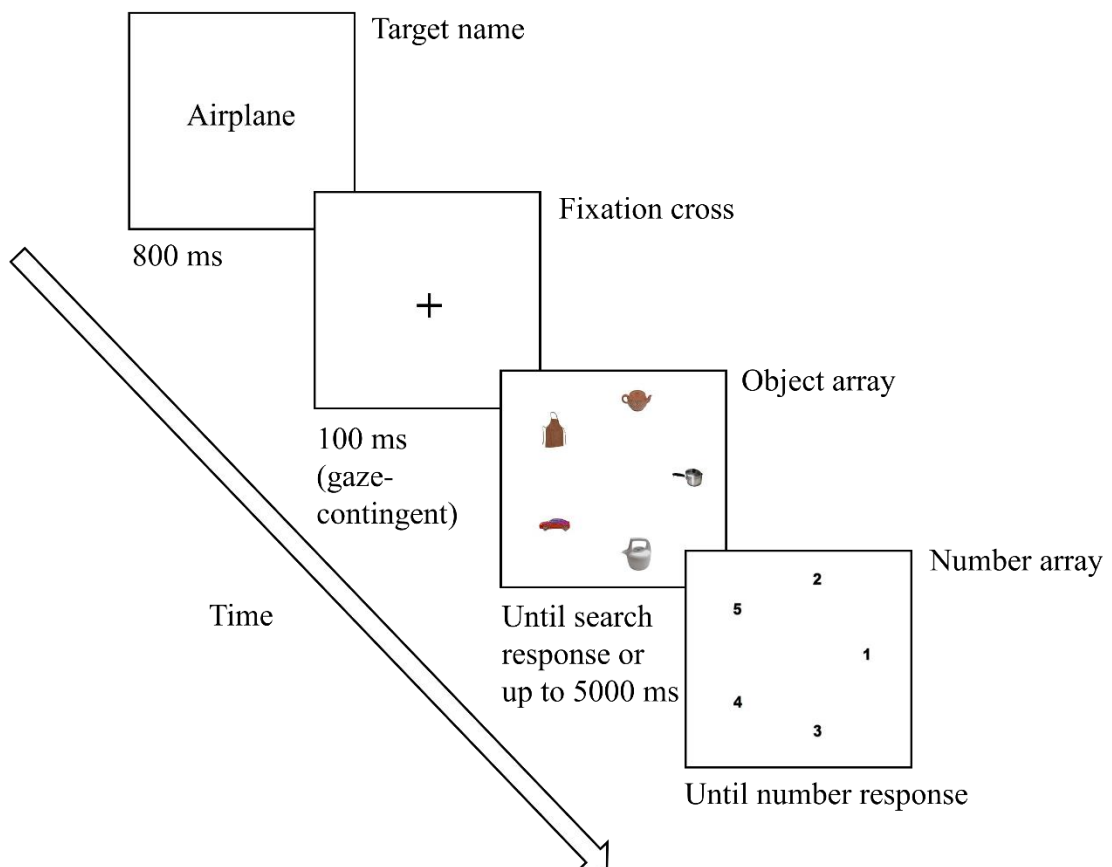 Target name
Airplane
800 ms
Fixation cross
+
100 ms
(gaze-
contingent)
Object array
Until search
response or
up to 5000 ms
Number array
2
5
1
4
3
Until number response
Time